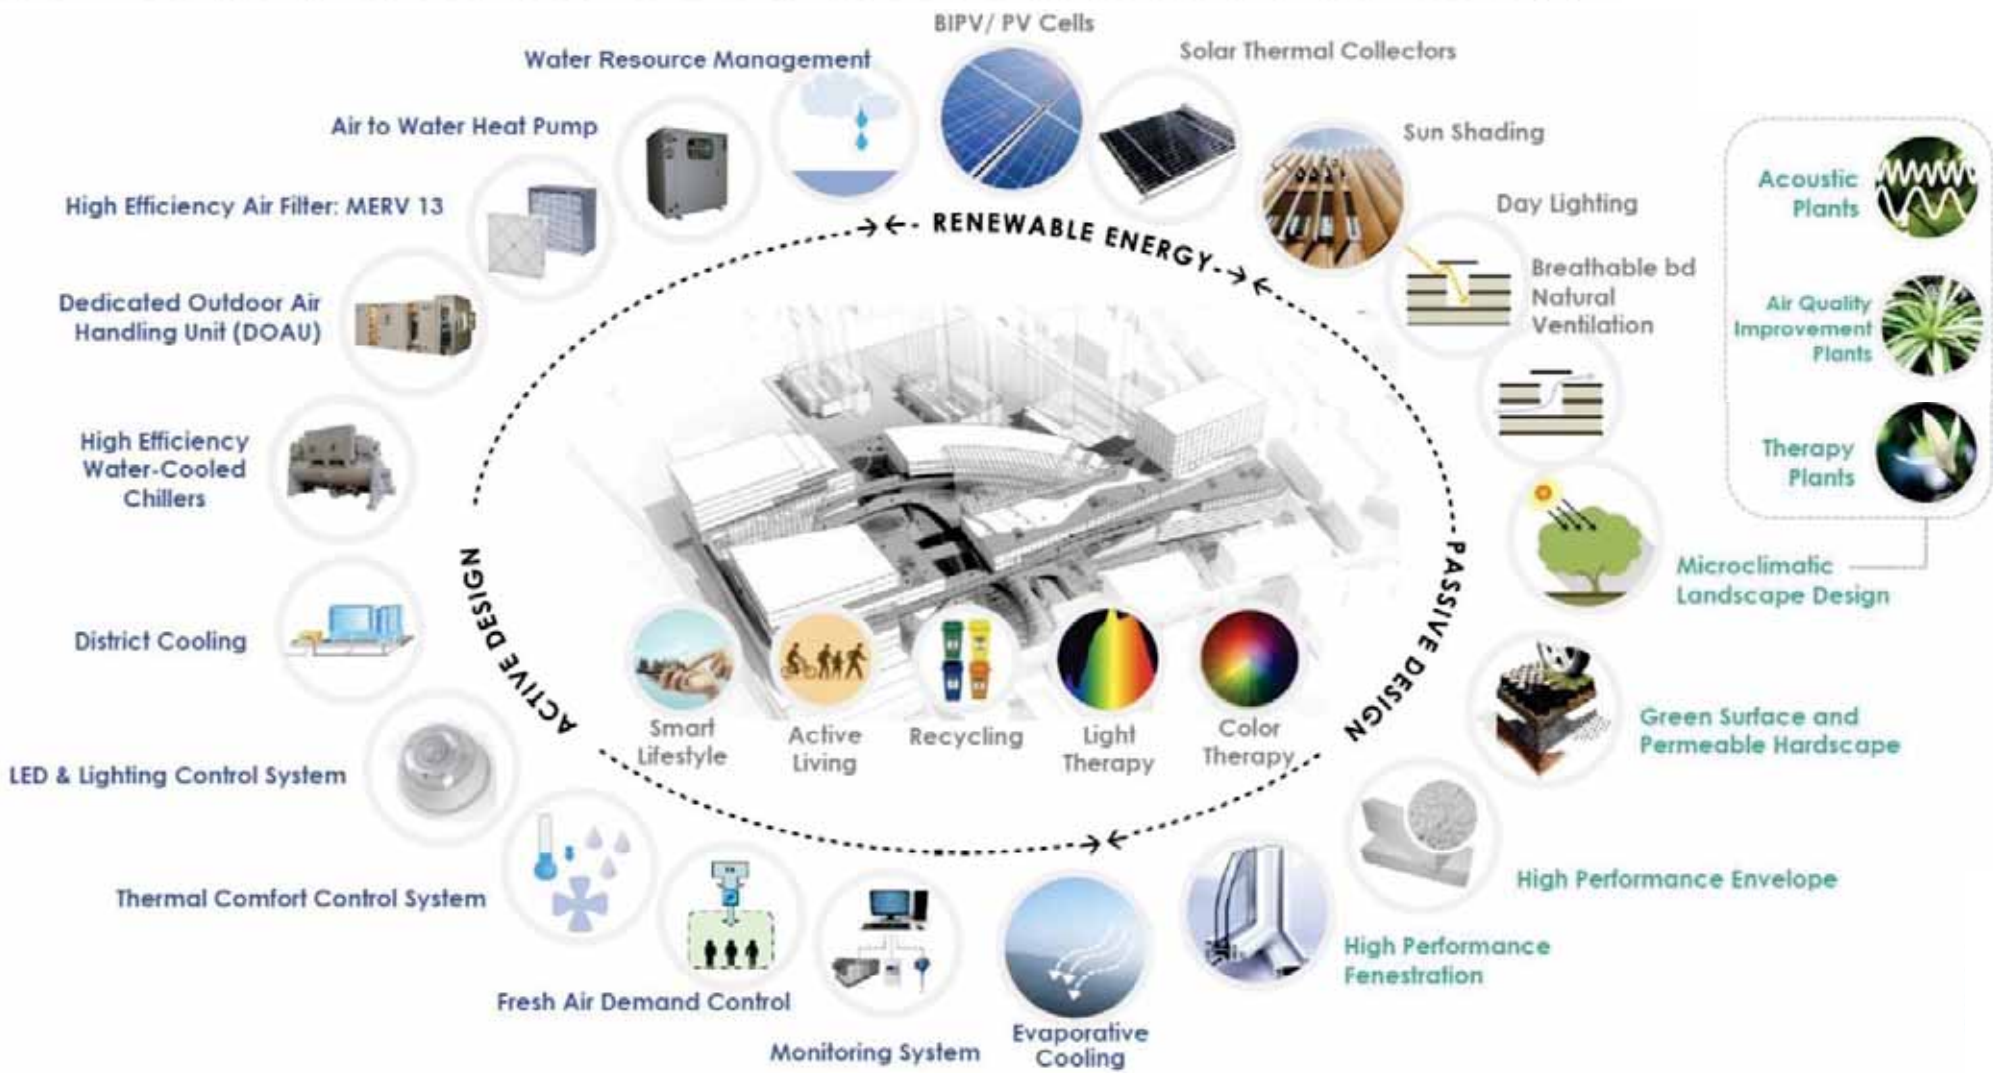 BIPV/ PV Cells
Water Resource Management
Solar Thermal Collectors
Air to Water Heat Pump
Sun Shading
High Efficiency Air Filter: MERV 13
Day Lighting
Dedicated Outdoor Air
Handling Unit (DOAU)
Breathable bd
Natural
Ventilation
High Efficiency
Water-Cooled
Chillers
District Cooling
LED & Lighting Control System
Thermal Comfort Control System
Fresh Air Demand Control
Monitoring System
Evaporative
Cooling
High Performance
Fenestration
High Performance Envelope
Green Surface and
Permeable Hardscape
Microclimatic
Landscape Design
Acoustic
Plants
Air Quality
Improvement
Plants
Therapy
Plants
RENEWABLE ENERGY
PASSIVE DESIGN
ACTIVE DESIGN
Smart
Lifestyle
Active
Living
Recycling
Light
Therapy
Color
Therapy